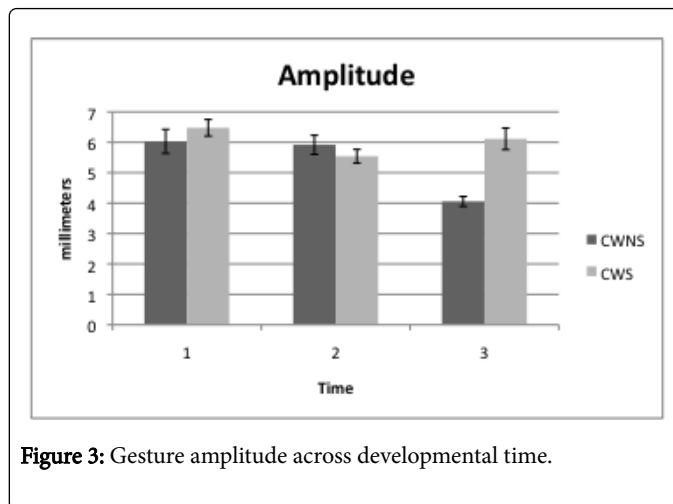 Amplitude
7
6
5
4
3
2
1
0
millimeters
1 2 3
Time
CWNS
CWS
Figure 3: Gesture amplitude across developmental time.